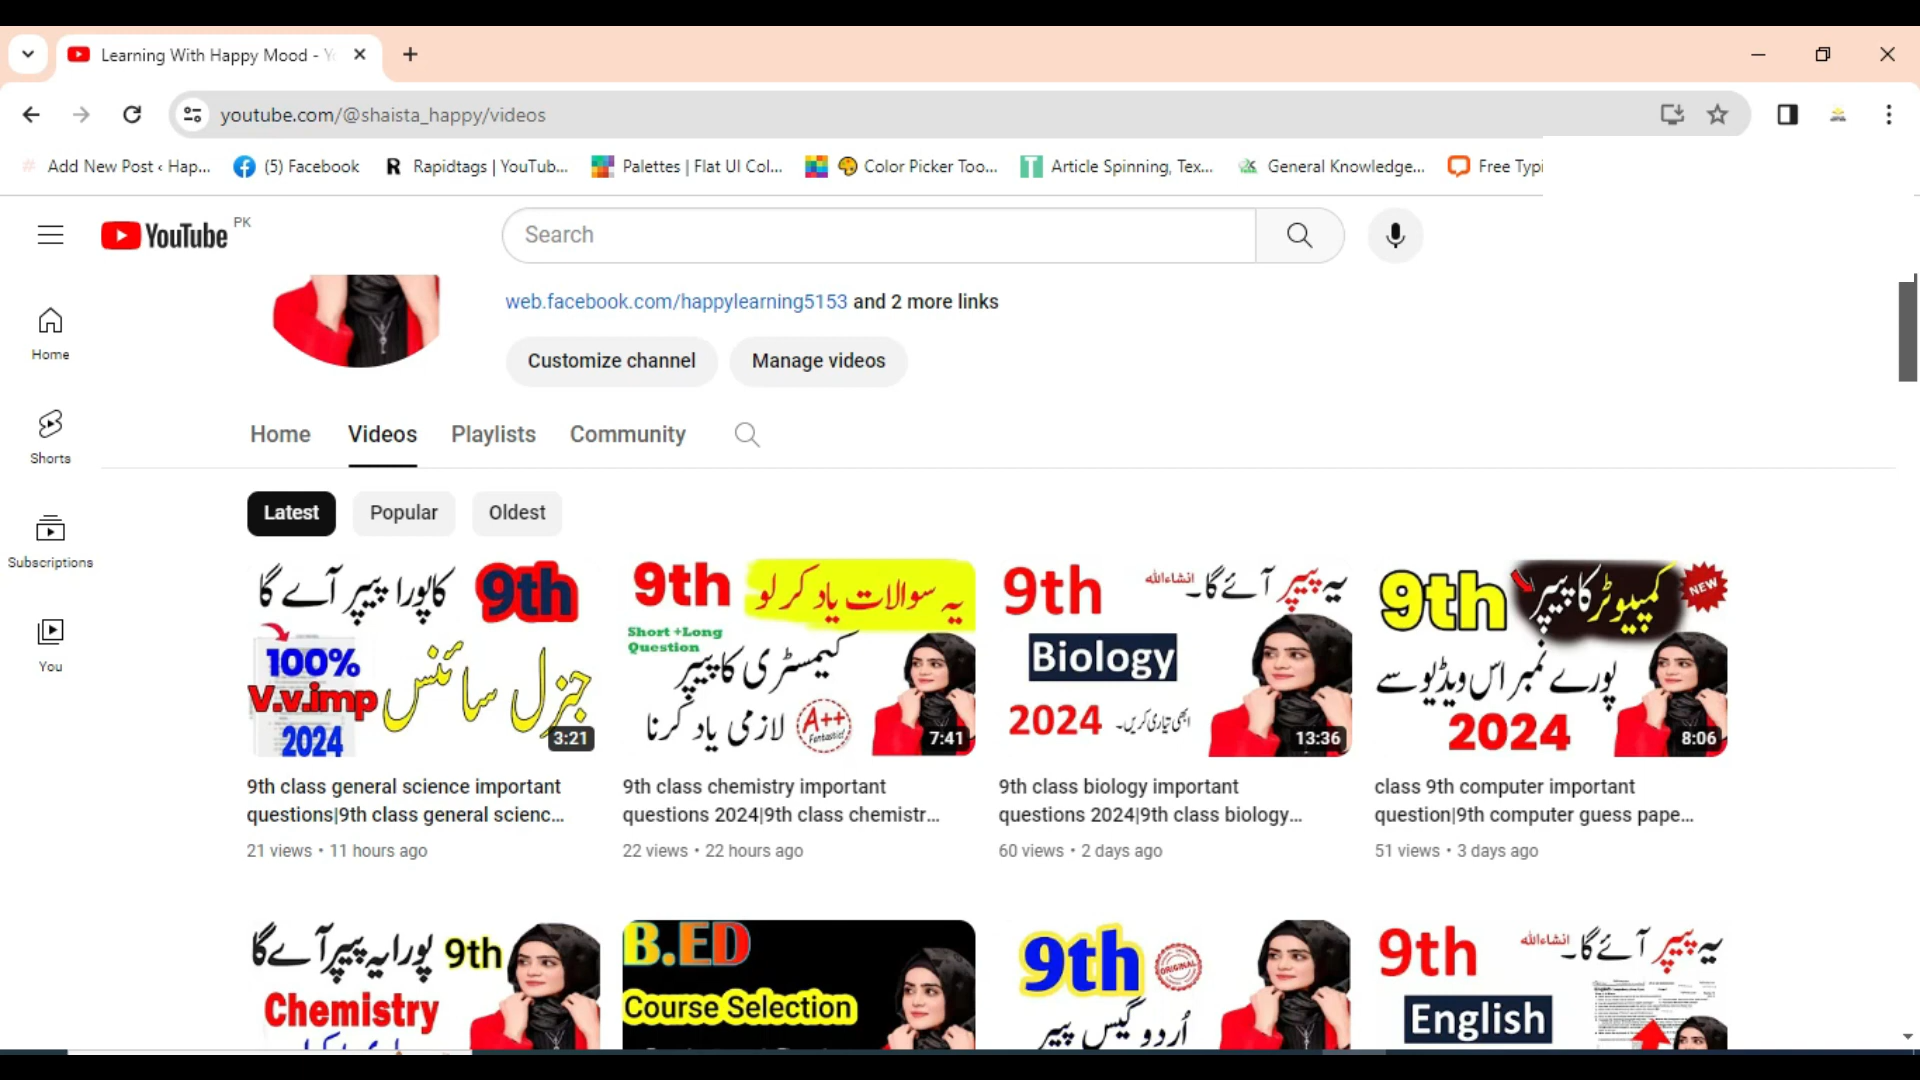 Learning With Happy Mood - Y
youtube.com/@shaista_happy/videos
Add New Post ‹ Hap...
(5) Facebook
Rapidtags | YouTub...
Palettes | Flat UI Col...
Color Picker Too...
Article Spinning, Tex...
General Knowledge...
Free Typi
YouTube PK
Search
web.facebook.com/happylearning5153 and 2 more links
Customize channel
Manage videos
Home
Shorts
Subscriptions
You
Home
Videos
Playlists
Community
Latest
Popular
Oldest
کاپورا پیپر آے گا 9th
100%
V.v.imp
جنرل سائنس
2024
3:21
9th class general science important
questions|9th class general scienc...
21 views • 11 hours ago
9th یہ سوالات یاد کر لو
Short +Long
Question
کیمسٹری کا پیپر
لازمی یاد کرنا
A++
Fantastic!
7:41
9th class chemistry important
questions 2024|9th class chemistr...
22 views • 22 hours ago
9th یہ پیپر آئے گا۔ انشاءاللہ
Biology
2024 ابھی تیاری کریں۔
13:36
9th class biology important
questions 2024|9th class biology...
60 views • 2 days ago
9th کمپیوٹر کا پیپر NEW
پورے نمبر اس ویڈیو سے
2024
8:06
class 9th computer important
question|9th computer guess pape...
51 views • 3 days ago
پورا یہ پیپر آے گا 9th
Chemistry
B.ED
Course Selection
9th ORIGINAL
اُردو گیس پیپر
9th یہ پیپر آئے گا۔ انشاءاللہ
English